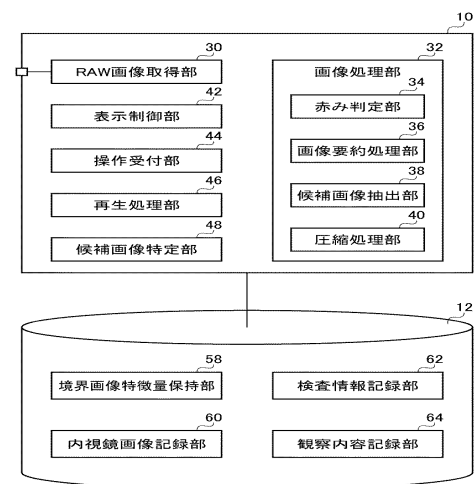 10
30
RAW画像取得部
42
表示制御部
44
操作受付部
46
再生処理部
48
候補画像特定部
32
画像処理部
34
赤み判定部
36
画像要約処理部
38
候補画像抽出部
40
圧縮処理部
12
58
境界画像特徴量保持部
60
内視鏡画像記録部
62
検査情報記録部
64
観察内容記録部